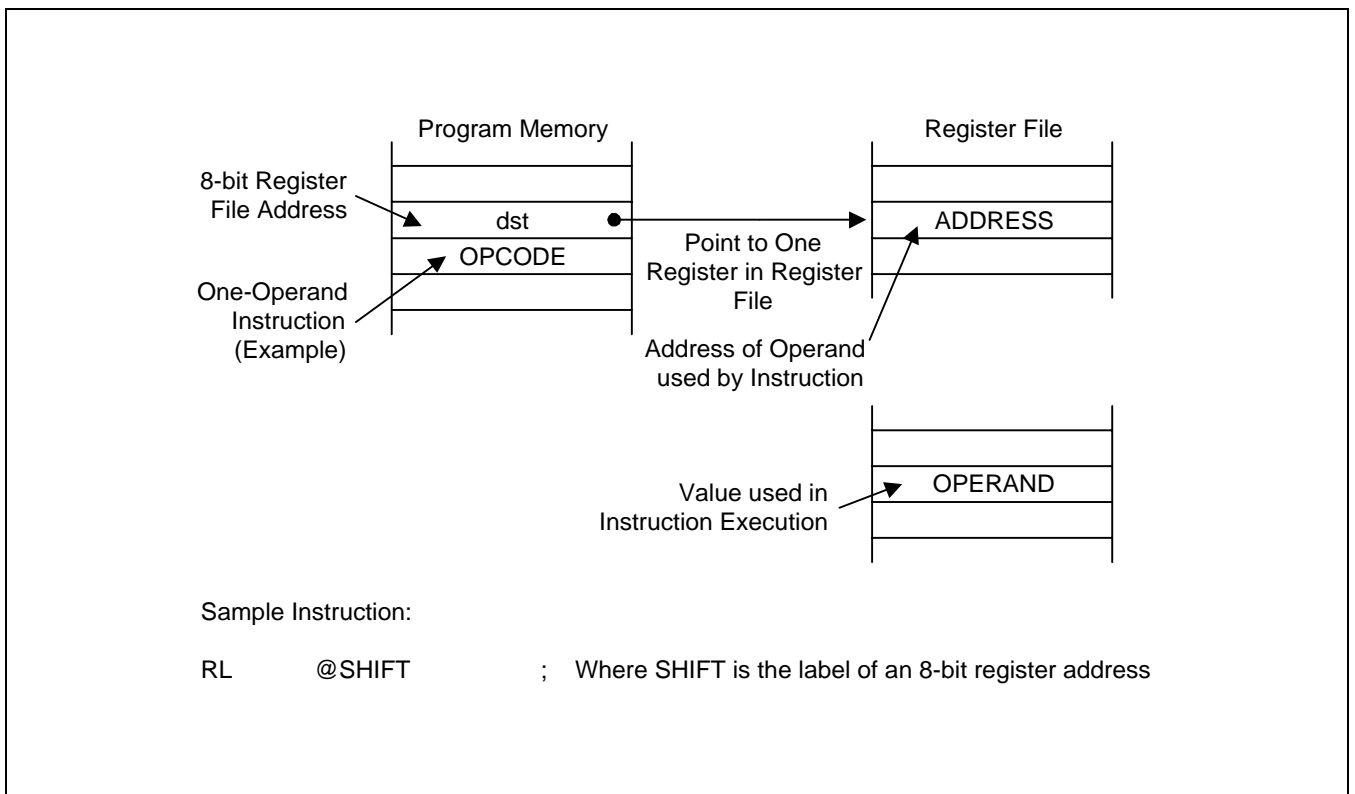 Program Memory
Register File
8-bit Register
File Address
dst
ADDRESS
OPCODE
Point to One
Register in Register
File
One-Operand
Instruction
(Example)
Address of Operand
used by Instruction
OPERAND
Value used in
Instruction Execution
Sample Instruction:
RL @SHIFT ; Where SHIFT is the label of an 8-bit register address